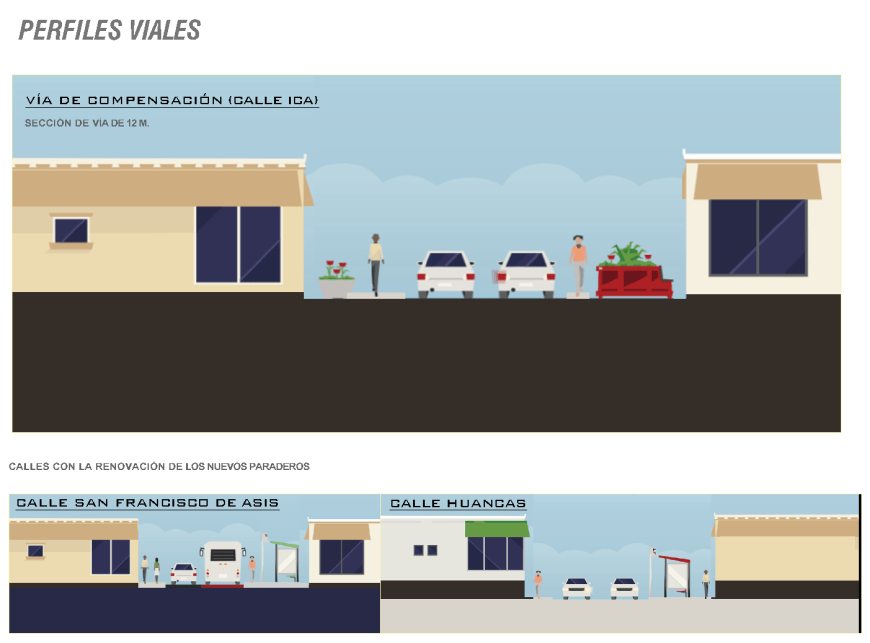 PERFILES VIALES
VÍA DE COMPENSACIÓN (CALLE ICA)
SECCIÓN DE VÍA DE 12 M.
CALLES CON LA RENOVACIÓN DE LOS NUEVOS PARADEROS
CALLE SAN FRANCISCO DE ASIS
CALLE HUANCAS